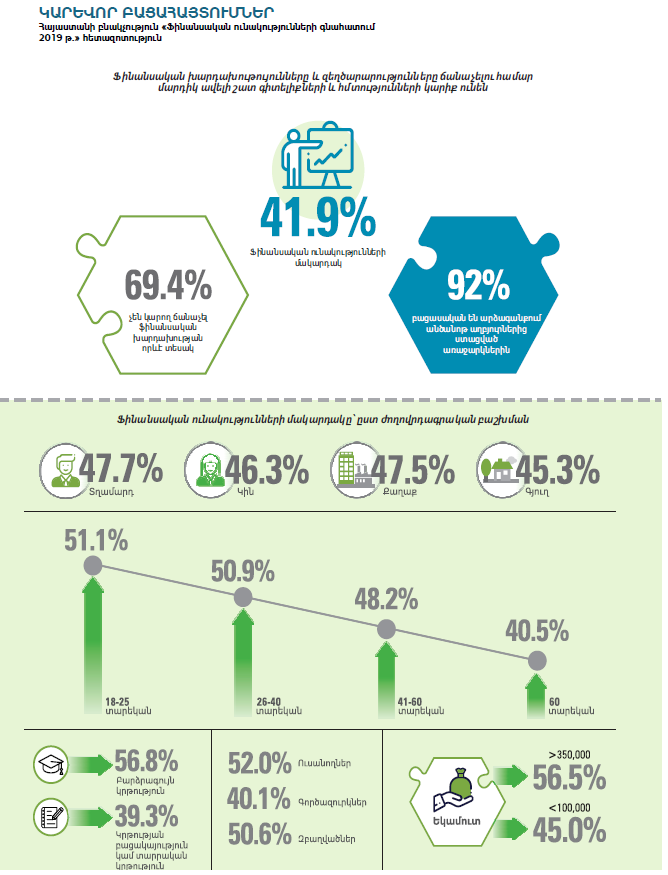 ԿԱՐԵՎՈՐ ԲԱՑԱՀԱՅՏՈՒՄՆԵՐ
Հայաստանի բնակչություն «Ֆինանսական ունակությունների գնահատում
2019 թ.» հետազոտություն
Ֆինանսական խարդախություունները և զեղծարարությունները ճանաչելու համար
մարդիկ ավելի շատ գիտելիքների և հմտությունների կարիք ունեն
41.9%
Ֆինանսական ունակությունների
մակարդակ
69.4%
չեն կարող ճանաչել
ֆինանսական
խարդախության
որևէ տեսակ
92%
բացասական են արձագանքում
անծանոթ աղբյուրներից
ստացված
առաջարկներին
Ֆինանսական ունակությունների մակարդակը՝ ըստ ժողովրդագրական բաշխման
47.7%
Տղամարդ
46.3%
Կին
47.5%
Քաղաք
45.3%
Գյուղ
51.1%
50.9%
48.2%
40.5%
18-25
տարեկան
26-40
տարեկան
41-60
տարեկան
60
տարեկան
56.8%
Բարձրագույն
կրթություն
39.3%
Կրթության
բացակայություն
կամ տարրական
կրթություն
52.0% Ուսանողներ
40.1% Գործազուրկներ
50.6% Զբաղվածներ
Եկամուտ
>350,000
56.5%
<100,000
45.0%